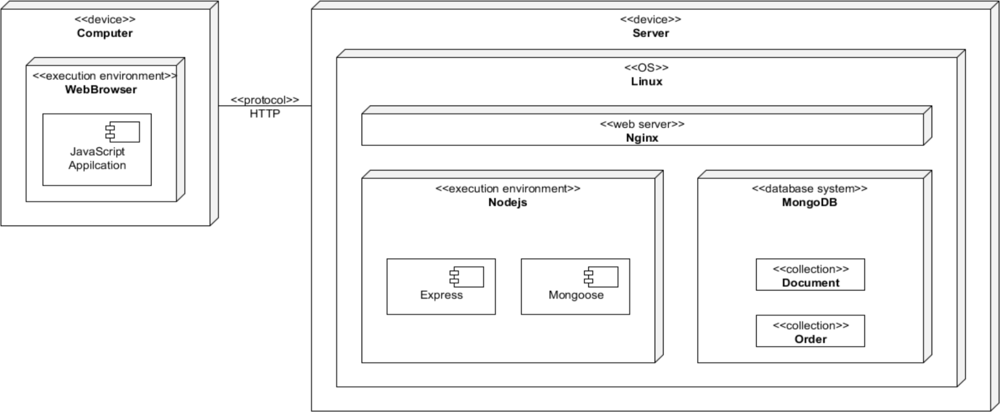 <<device>>
Computer
<<execution environment>>
WebBrowser
JavaScript
Appilcation
<<protocol>>
HTTP
<<device>>
Server
<<OS>>
Linux
<<web server>>
Nginx
<<execution environment>>
Nodejs
Express
Mongoose
<<database system>>
MongoDB
<<collection>>
Document
<<collection>>
Order